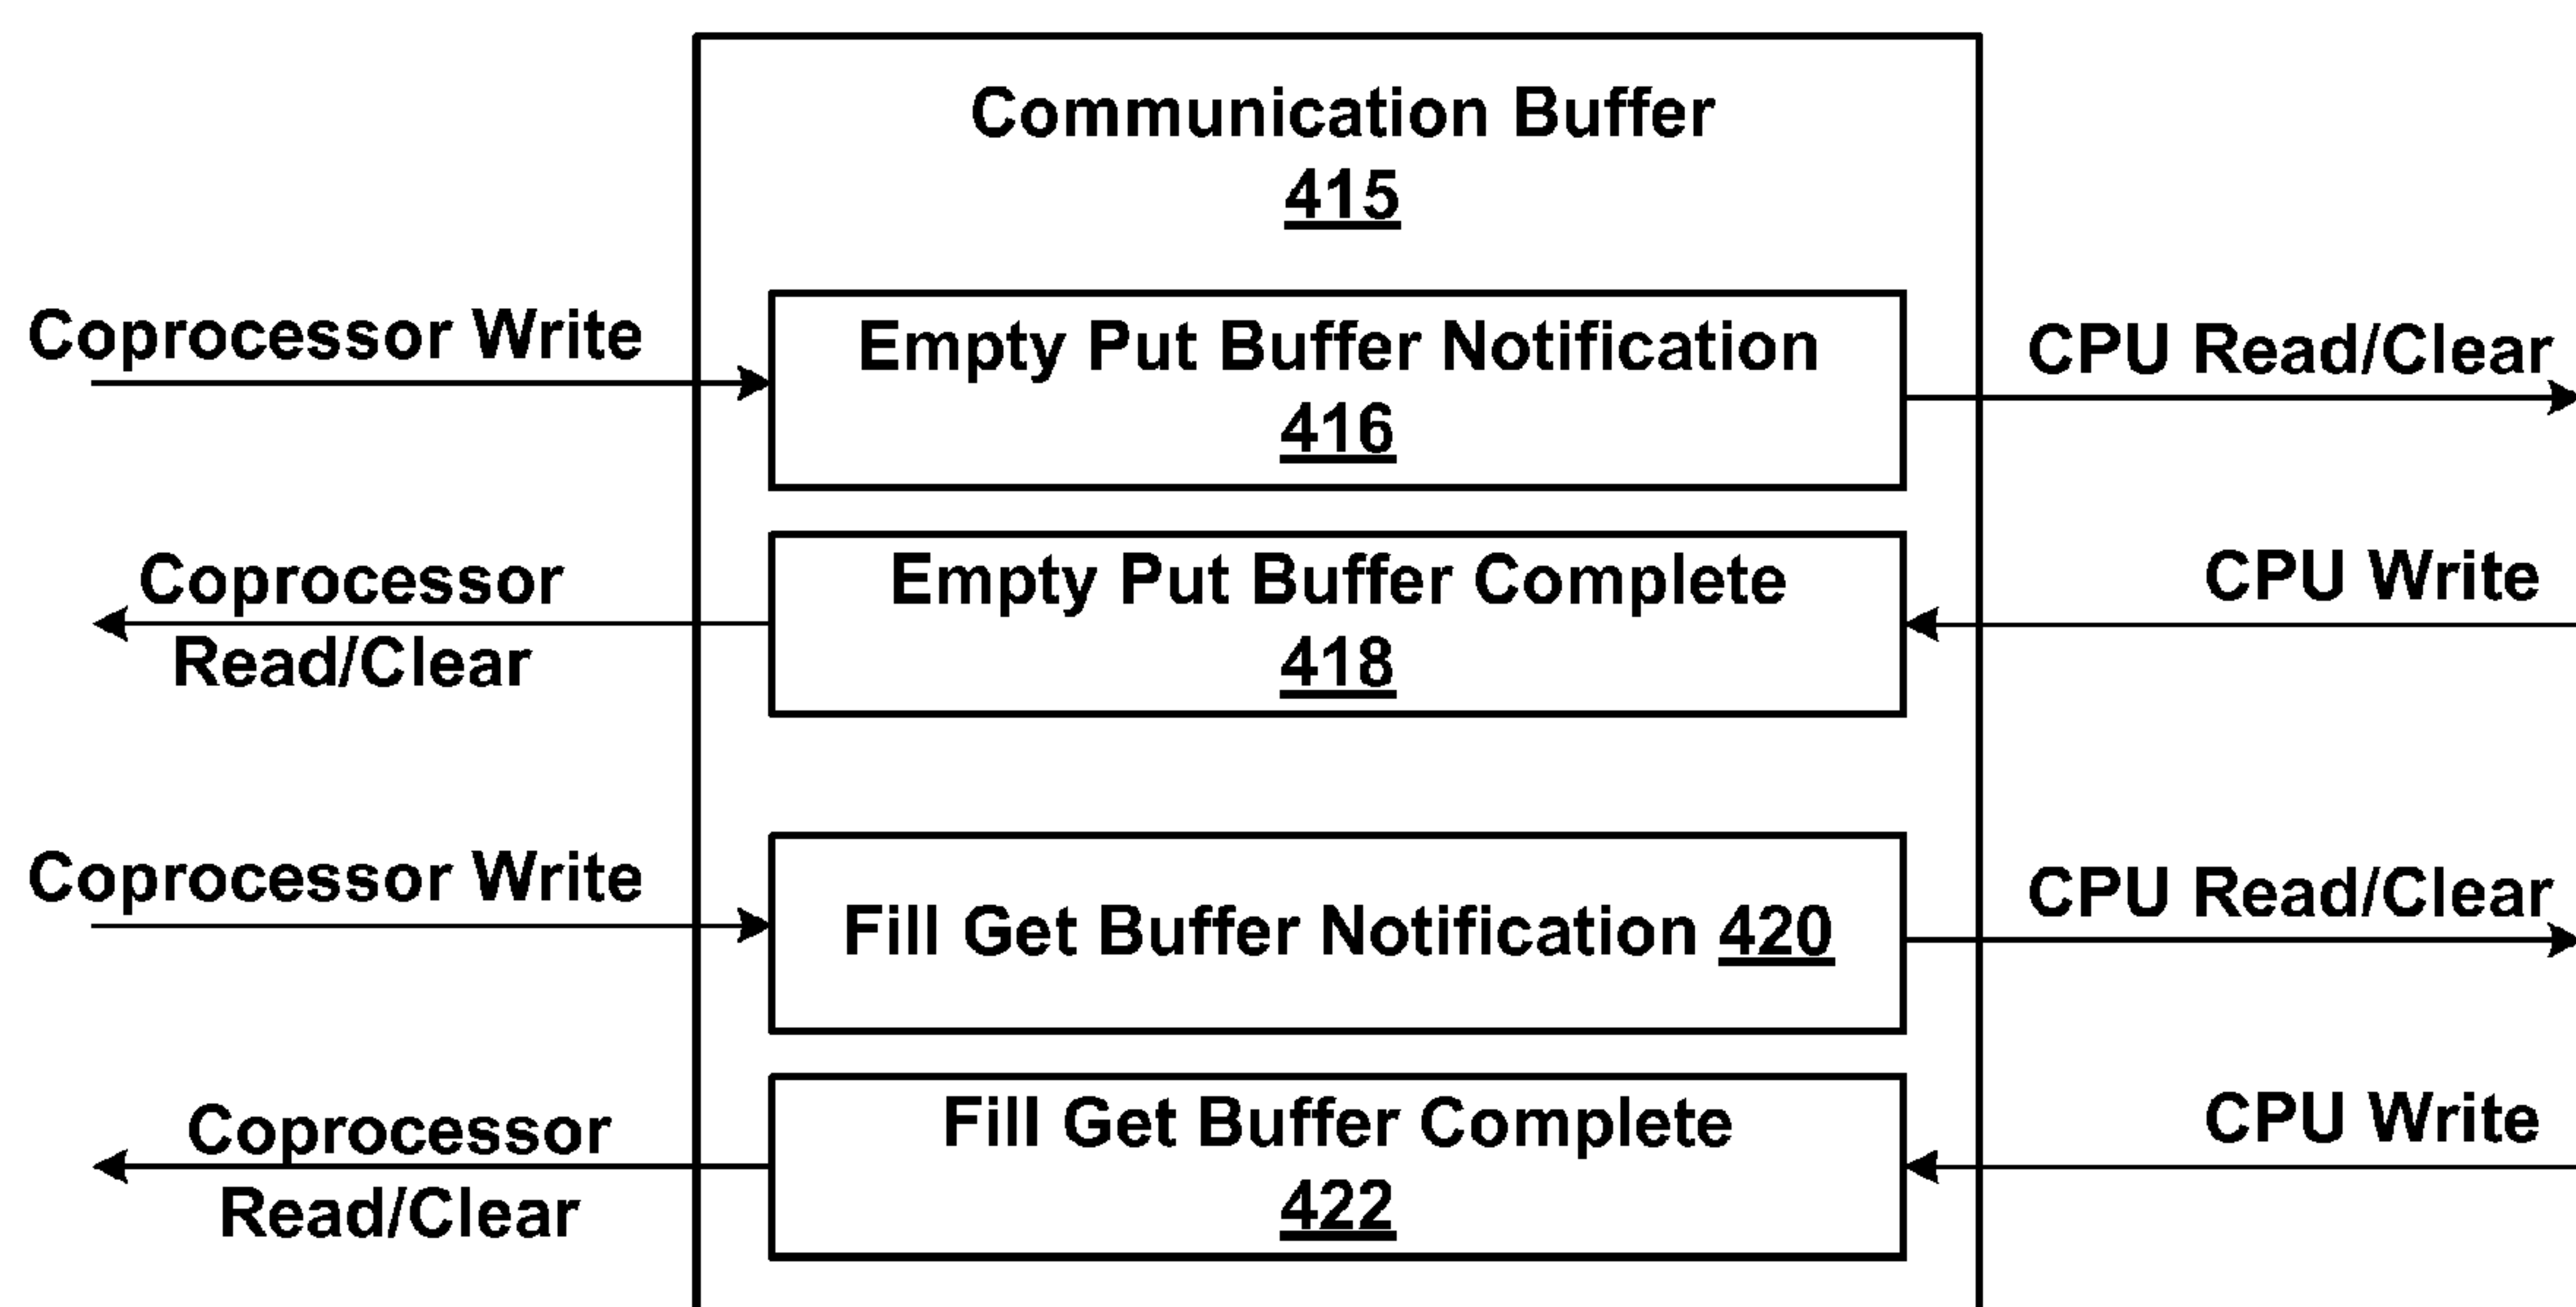 Communication Buffer
415
Coprocessor Write
Empty Put Buffer Notification
416
CPU Read/Clear
Coprocessor
Read/Clear
Empty Put Buffer Complete
418
CPU Write
Coprocessor Write
Fill Get Buffer Notification 420
CPU Read/Clear
Coprocessor
Read/Clear
Fill Get Buffer Complete
422
CPU Write